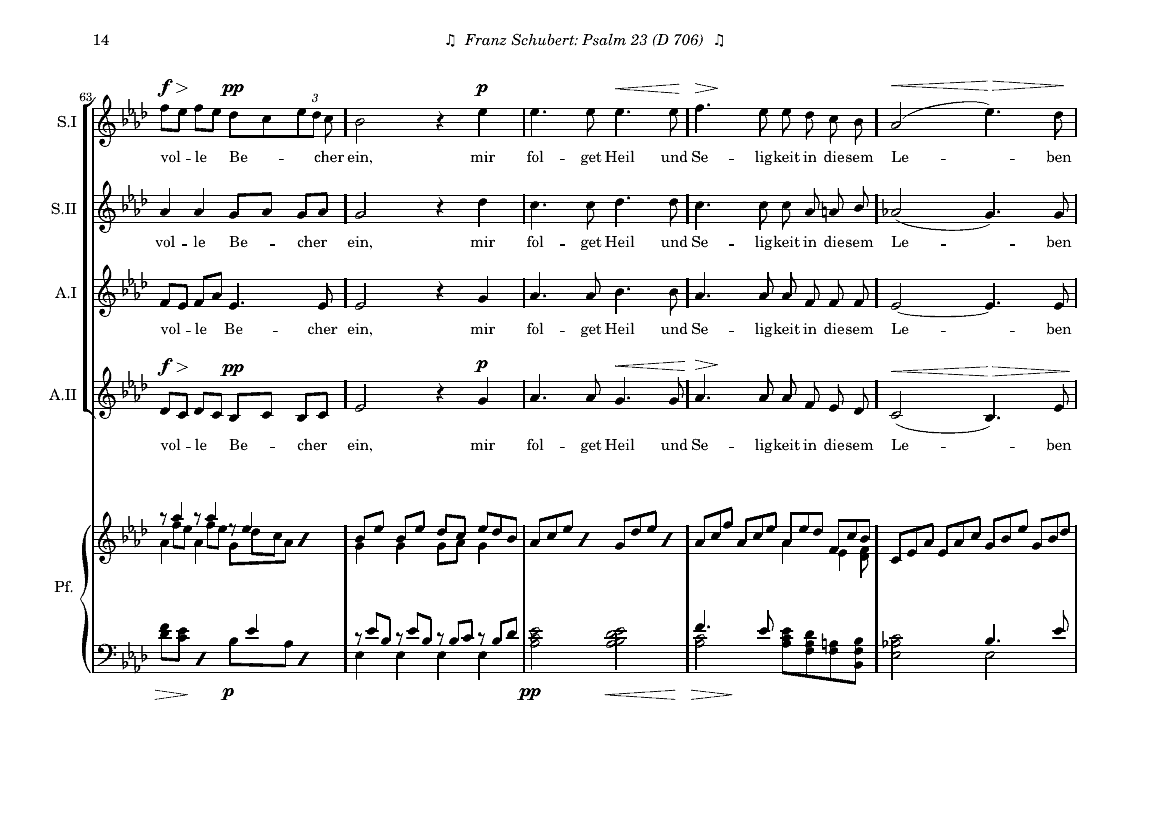 14
♫ Franz Schubert: Psalm 23 (D 706) ♫
63
f > pp 3 p
S.I
vol -- le Be -- cher ein, mir fol -- get Heil und Se -- ligkeit in diesem Le -- -- ben
S.II
vol -- le Be -- cher ein, mir fol -- get Heil und Se -- ligkeit in diesem Le -- -- ben
A.I
vol -- le Be -- cher ein, mir fol -- get Heil und Se -- ligkeit in diesem Le -- -- ben
f > pp p
A.II
vol -- le Be -- cher ein, mir fol -- get Heil und Se -- ligkeit in diesem Le -- -- ben
Pf.
p pp